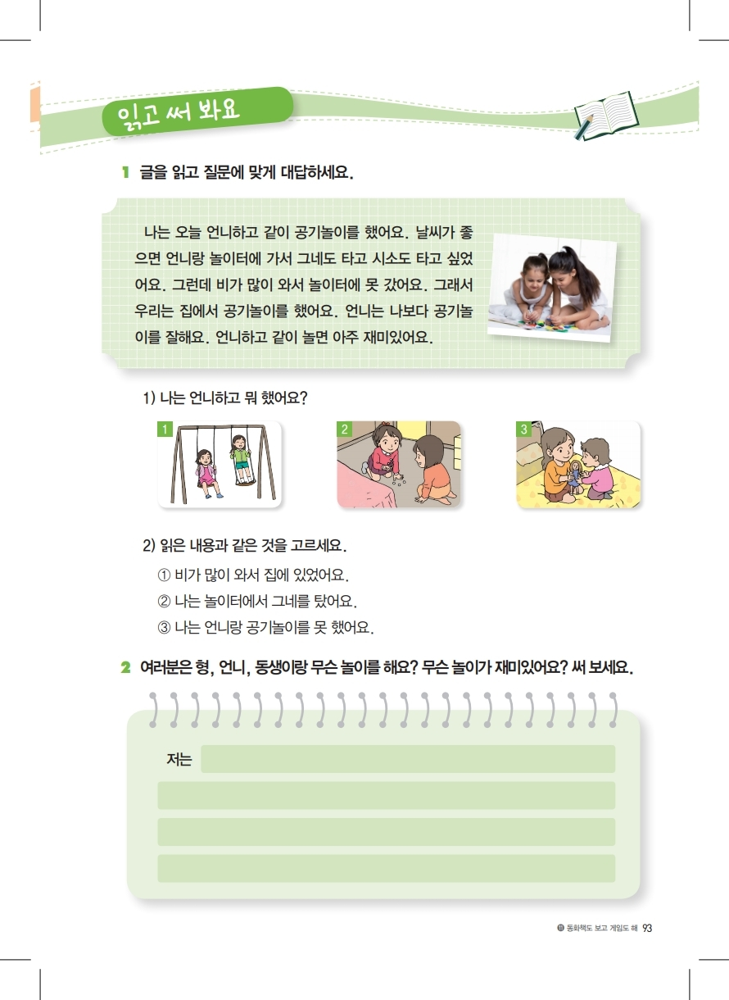 읽고 써 봐요
1 글을 읽고 질문에 맞게 대답하세요.
나는 오늘 언니하고 같이 공기놀이를 했어요. 날씨가 좋
으면 언니랑 놀이터에 가서 그네도 타고 시소도 타고 싶었
어요. 그런데 비가 많이 와서 놀이터에 못 갔어요. 그래서
우리는 집에서 공기놀이를 했어요. 언니는 나보다 공기놀
이를 잘해요. 언니하고 같이 놀면 아주 재미있어요.
1) 나는 언니하고 뭐 했어요?
1
2
3
2) 읽은 내용과 같은 것을 고르세요.
① 비가 많이 와서 집에 있었어요.
② 나는 놀이터에서 그네를 탔어요.
③ 나는 언니랑 공기놀이를 못 했어요.
2 여러분은 형, 언니, 동생이랑 무슨 놀이를 해요? 무슨 놀이가 재미있어요? 써 보세요.
저는
⑪ 동화책도 보고 게임도 해 93